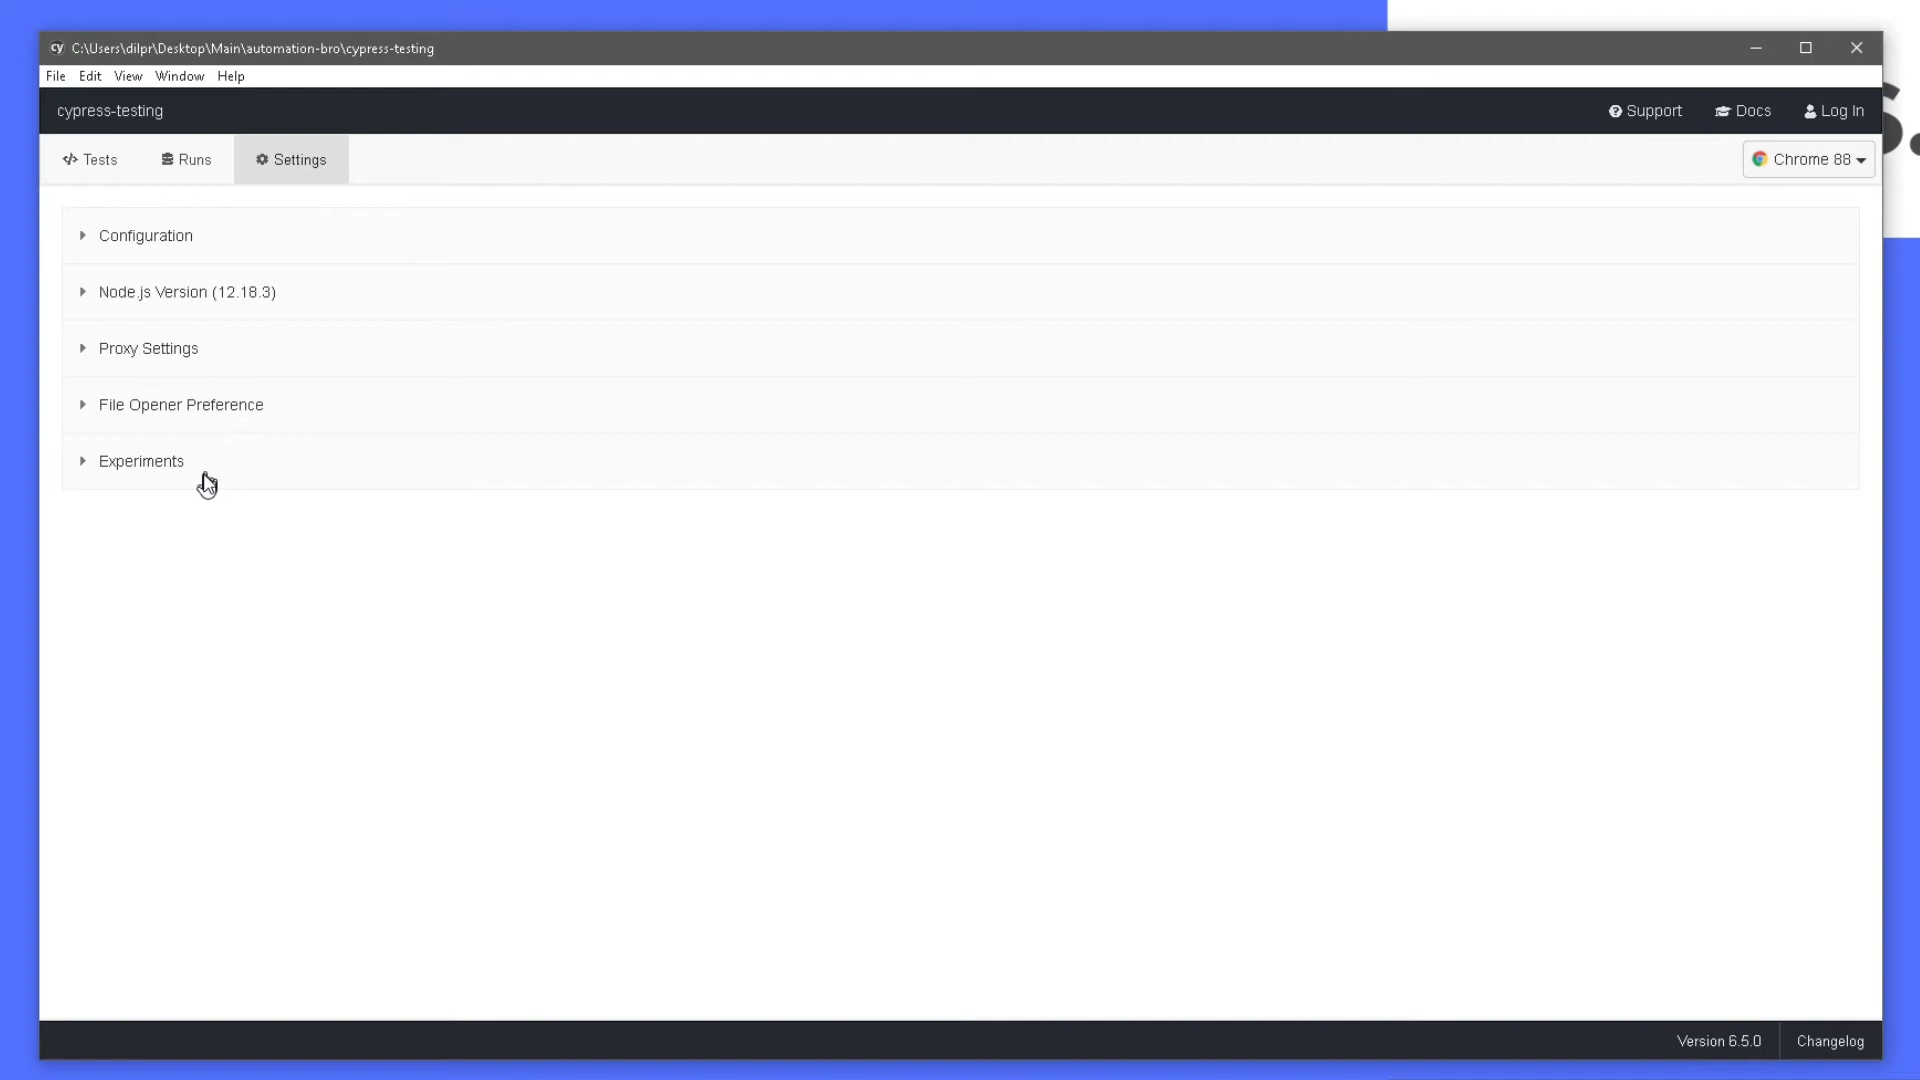 cy C:\Users\dilpr\Desktop\Main\automation-bro\cypress-testing
File Edit View Window Help
cypress-testing
Support Docs Log In
Tests Runs Settings
Chrome 88
Configuration
Node.js Version (12.18.3)
Proxy Settings
File Opener Preference
Experiments
Version 6.5.0 Changelog